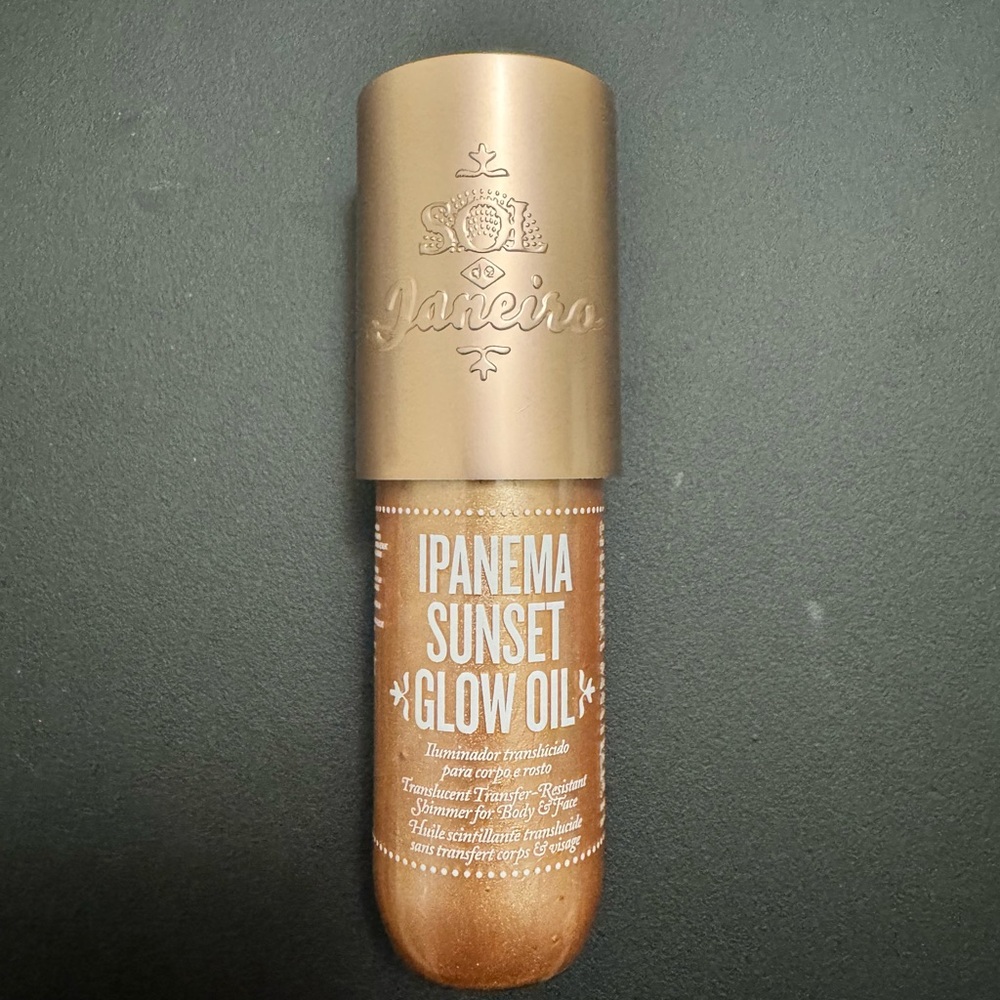 SOL
de
Janeiro
IPANEMA
SUNSET
GLOW OIL
Iluminador translúcido
para corpo e rosto
Translucent Transfer-Resistant
Shimmer for Body & Face
Huile scintillante translucide
sans transfert corps & visage